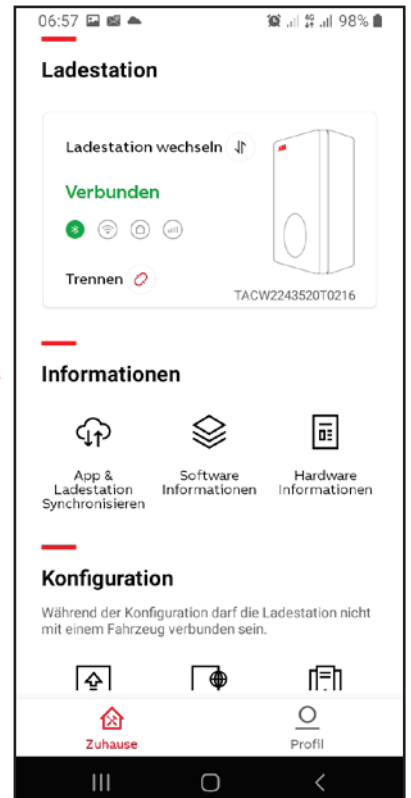 06:57 98%
Ladestation
Ladestation wechseln
Verbunden
Trennen
TACW2243520T0216
Informationen
App &
Ladestation
Synchronisieren
Software
Informationen
Hardware
Informationen
Konfiguration
Während der Konfiguration darf die Ladestation nicht
mit einem Fahrzeug verbunden sein.
Zuhause
Profil